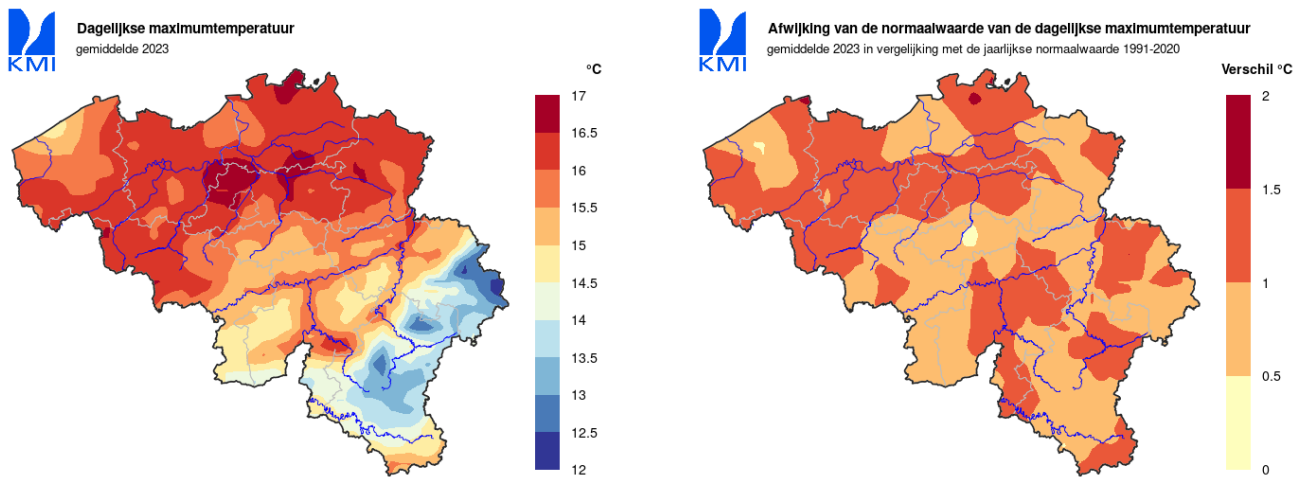 KMI
Dagelijkse maximumtemperatuur
gemiddelde 2023
°C
17
16.5
16
15.5
15
14.5
14
13.5
13
12.5
12
KMI
Afwijking van de normaalwaarde van de dagelijkse maximumtemperatuur
gemiddelde 2023 in vergelijking met de jaarlijkse normaalwaarde 1991-2020
Verschil °C
2
1.5
1
0.5
0